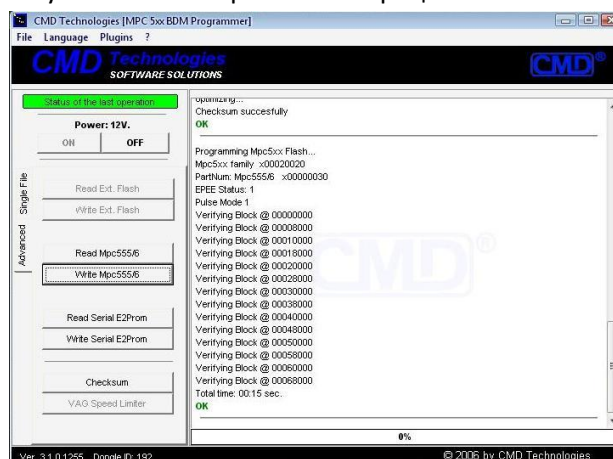 CMD Technologies [MPC 5xx BDM Programmer]
File Language Plugins ?
CMD Technologies
SOFTWARE SOLUTIONS
CMD®
Status of the last operation
Power: 12V.
ON OFF
Single File
Advanced
Read Ext. Flash
Write Ext. Flash
Read Mpc555/6
Write Mpc555/6
Read Serial E2Prom
Write Serial E2Prom
Checksum
VAG Speed Limiter
Optimizing...
Checksum succesfully
OK
Programming Mpc5xx Flash...
Mpc5xx family x00020020
PartNum: Mpc555/6 x00000030
EPEE Status: 1
Pulse Mode 1
Verifying Block @ 00000000
Verifying Block @ 00008000
Verifying Block @ 00010000
Verifying Block @ 00018000
Verifying Block @ 00020000
Verifying Block @ 00028000
Verifying Block @ 00030000
Verifying Block @ 00038000
Verifying Block @ 00040000
Verifying Block @ 00048000
Verifying Block @ 00050000
Verifying Block @ 00058000
Verifying Block @ 00060000
Verifying Block @ 00068000
Total time: 00:15 sec.
OK
CMD®
0%
Ver. 3.1.0.1255 Dongle ID: 192
© 2006 by CMD Technologies